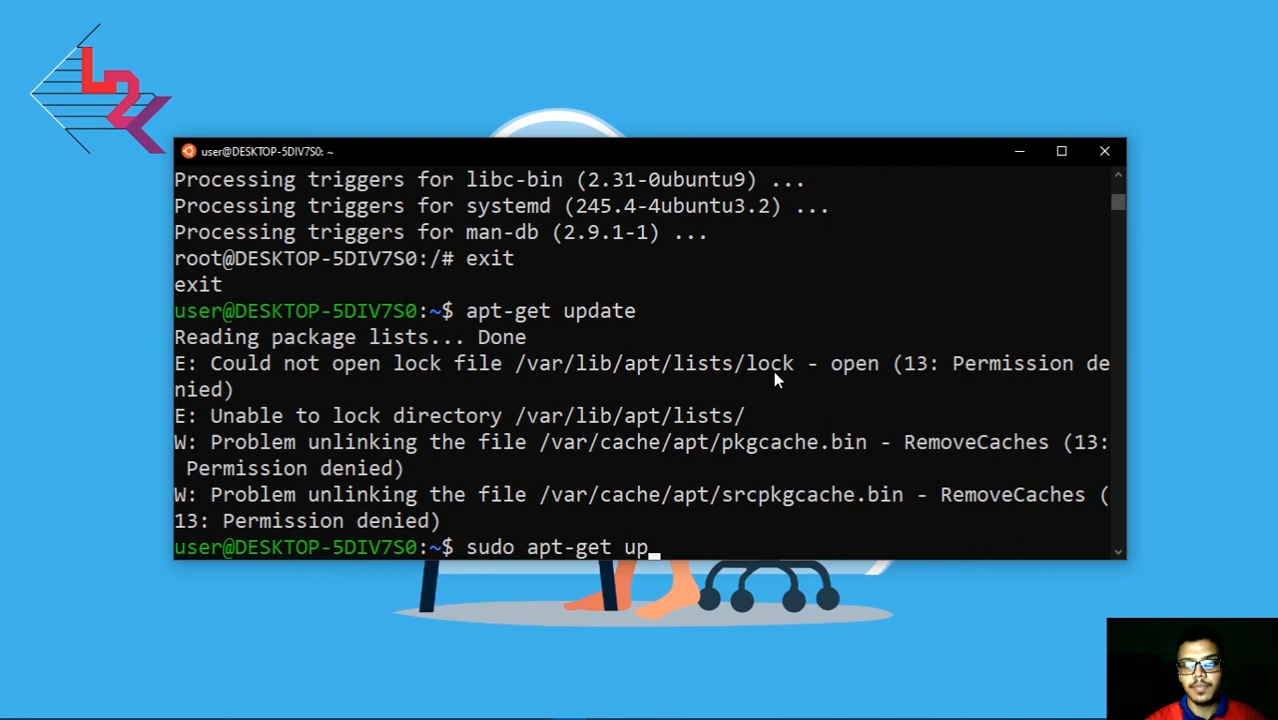 L2K
user@DESKTOP-5DIV7S0: ~
Processing triggers for libc-bin (2.31-0ubuntu9) ...
Processing triggers for systemd (245.4-4ubuntu3.2) ...
Processing triggers for man-db (2.9.1-1) ...
root@DESKTOP-5DIV7S0:/# exit
exit
user@DESKTOP-5DIV7S0:~$ apt-get update
Reading package lists... Done
E: Could not open lock file /var/lib/apt/lists/lock - open (13: Permission de
nied)
E: Unable to lock directory /var/lib/apt/lists/
W: Problem unlinking the file /var/cache/apt/pkgcache.bin - RemoveCaches (13:
 Permission denied)
W: Problem unlinking the file /var/cache/apt/srcpkgcache.bin - RemoveCaches (
13: Permission denied)
user@DESKTOP-5DIV7S0:~$ sudo apt-get up